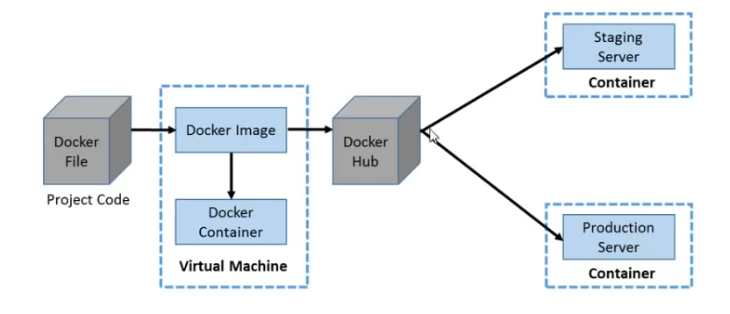 Docker
File
Project Code
Docker Image
Docker
Container
Virtual Machine
Docker
Hub
Staging
Server
Container
Production
Server
Container